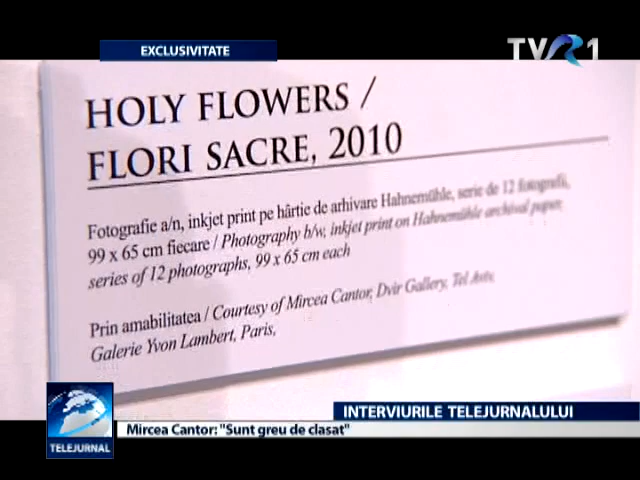 EXCLUSIVITATE
TVR1
HOLY FLOWERS /
FLORI SACRE, 2010
Fotografie a/n, inkjet print pe hârtie de arhivare Hahnemühle, serie de 12 fotografii,
99 x 65 cm fiecare / Photography b/w, inkjet print on Hahnemühle archival paper,
series of 12 photographs, 99 x 65 cm each
Prin amabilitatea / Courtesy of Mircea Cantor, Dvir Gallery, Tel Aviv,
Galerie Yvon Lambert, Paris,
INTERVIURILE TELEJURNALULUI
Mircea Cantor: "Sunt greu de clasat"
TELEJURNAL